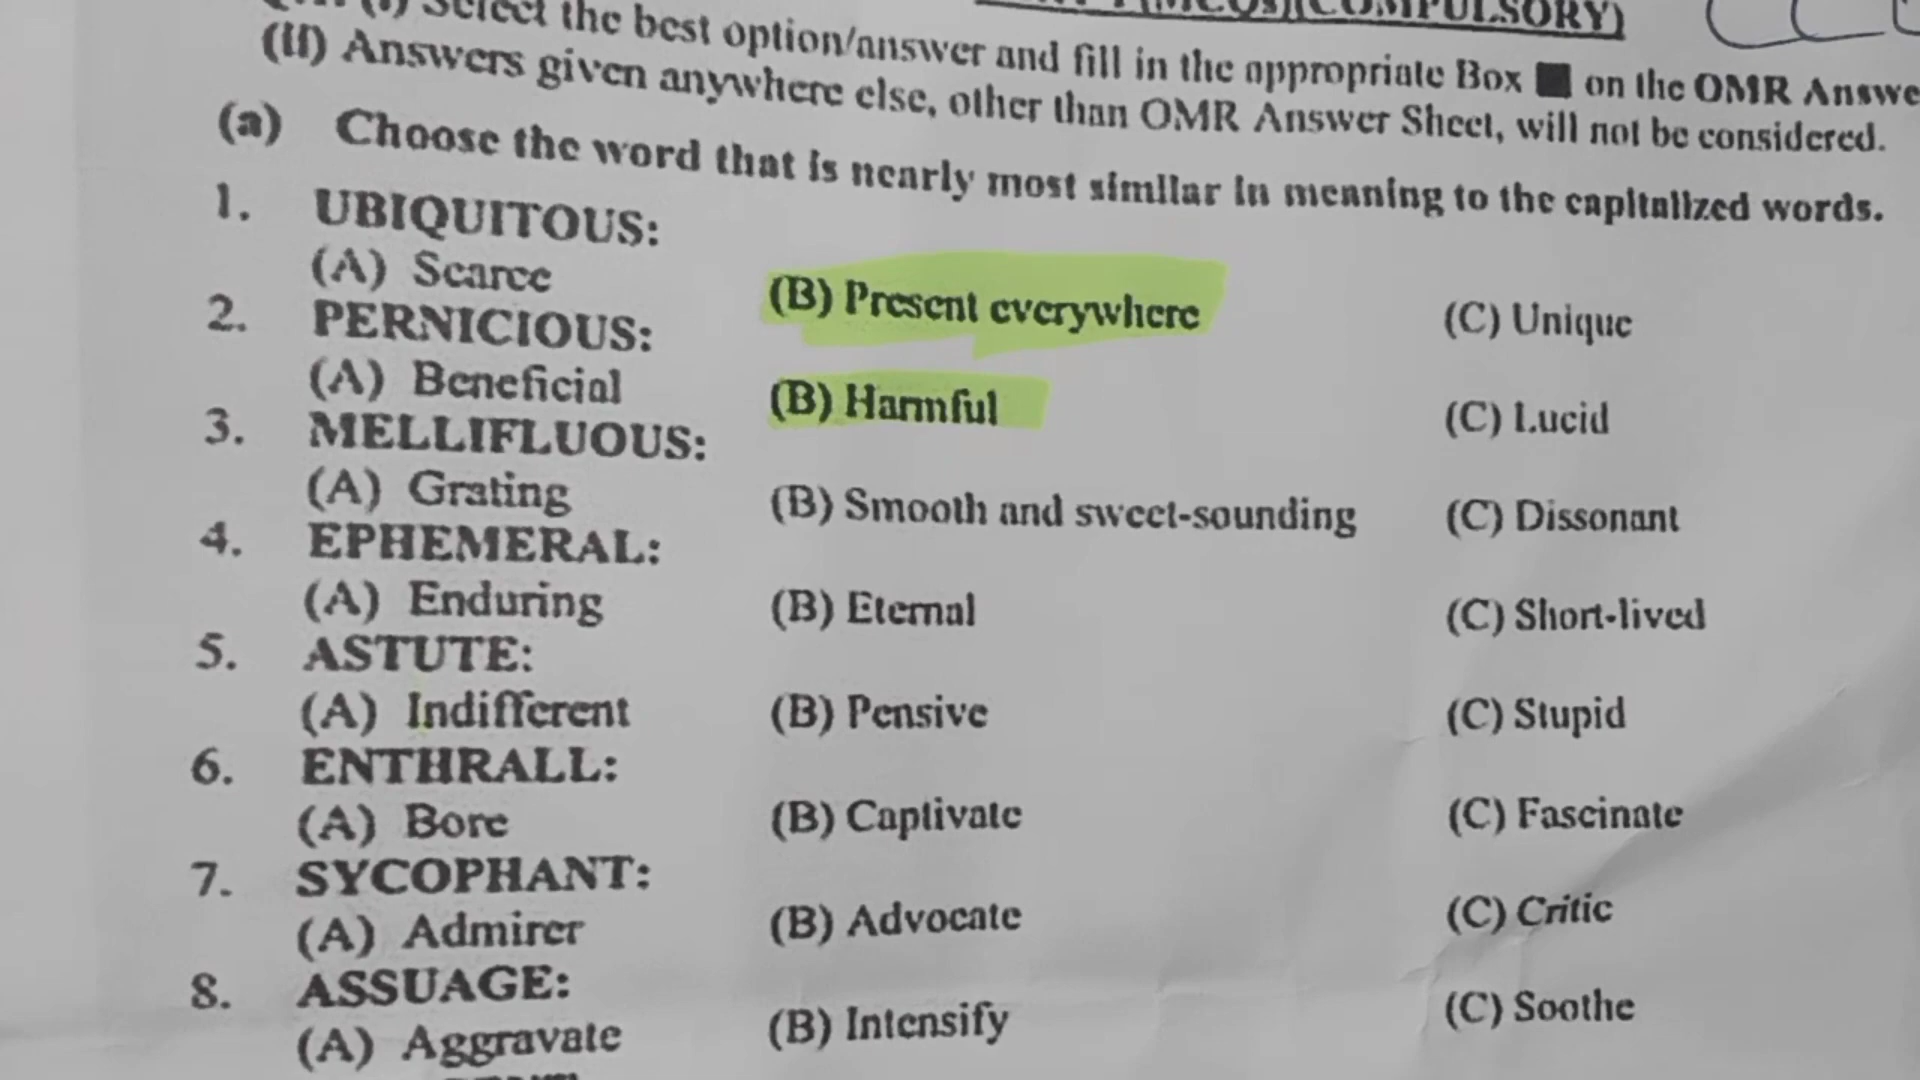 (i) Select the best option/answer and fill in the appropriate Box on the OMR
(COMPULSORY)
(II) Answers given anywhere else, other than OMR Answer Sheet, will not be considered.
(a) Choose the word that is nearly most similar in meaning to the capitalized words.
1. UBIQUITOUS:
(A) Scarce (B) Present everywhere (C) Unique
2. PERNICIOUS:
(A) Beneficial (B) Harmful (C) Lucid
3. MELLIFLUOUS:
(A) Grating (B) Smooth and sweet-sounding (C) Dissonant
4. EPHEMERAL:
(A) Enduring (B) Eternal (C) Short-lived
5. ASTUTE:
(A) Indifferent (B) Pensive (C) Stupid
6. ENTHRALL:
(A) Bore (B) Captivate (C) Fascinate
7. SYCOPHANT:
(A) Admirer (B) Advocate (C) Critic
8. ASSUAGE:
(A) Aggravate (B) Intensify (C) Soothe